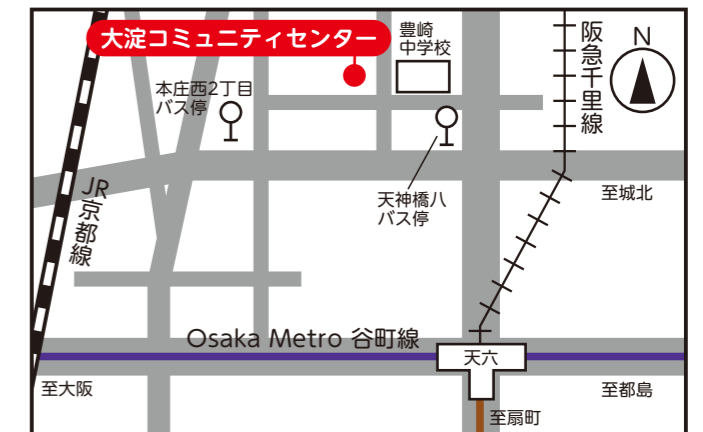 大淀コミュニティセンター
豊崎
中学校
阪急千里線
N
本庄西2丁目
バス停
天神橋八
バス停
至城北
JR京都線
Osaka Metro 谷町線
天六
至大阪
至都島
至扇町